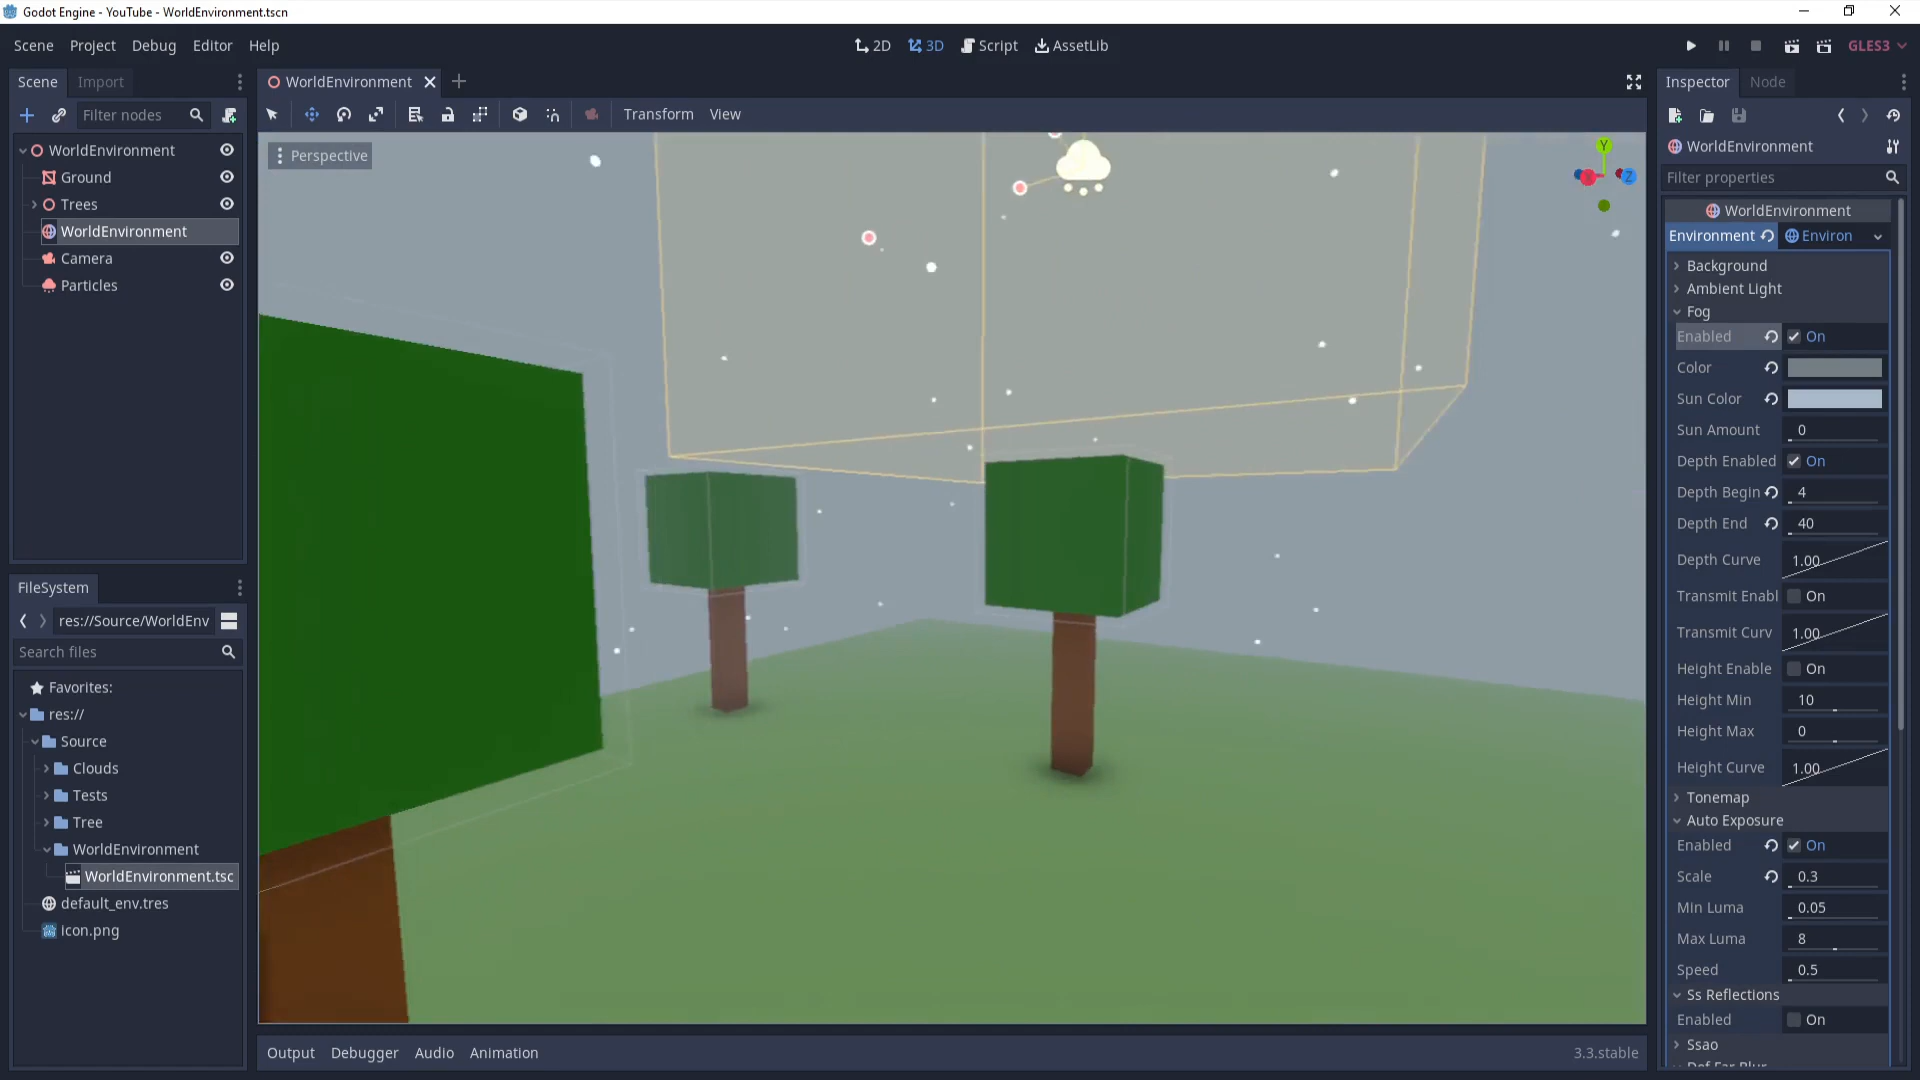 Godot Engine - YouTube - WorldEnvironment.tscn
Scene Project Debug Editor Help
2D 3D Script AssetLib
GLES3
Scene Import
Filter nodes
WorldEnvironment
Ground
Trees
WorldEnvironment
Camera
Particles
FileSystem
res://Source/WorldEnv
Search files
Favorites:
res://
Source
Clouds
Tests
Tree
WorldEnvironment
WorldEnvironment.tsc
default_env.tres
icon.png
WorldEnvironment
Transform View
Perspective
Y
Z
Output Debugger Audio Animation
3.3.stable
Inspector Node
WorldEnvironment
Filter properties
WorldEnvironment
Environment Environ
Background
Ambient Light
Fog
Enabled On
Color
Sun Color
Sun Amount 0
Depth Enabled On
Depth Begin 4
Depth End 40
Depth Curve 1.00
Transmit Enabl On
Transmit Curv 1.00
Height Enable On
Height Min 10
Height Max 0
Height Curve 1.00
Tonemap
Auto Exposure
Enabled On
Scale 0.3
Min Luma 0.05
Max Luma 8
Speed 0.5
Ss Reflections
Enabled On
Ssao